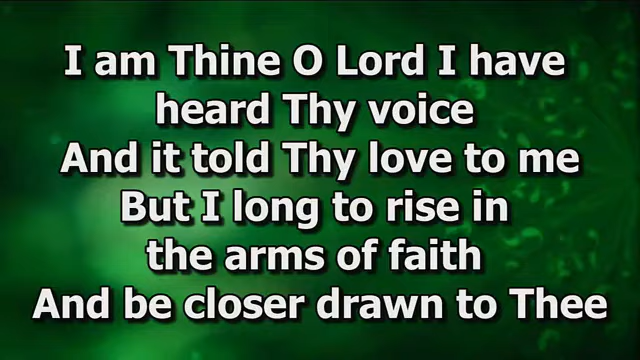 I am Thine O Lord I have
heard Thy voice
And it told Thy love to me
But I long to rise in
the arms of faith
And be closer drawn to Thee